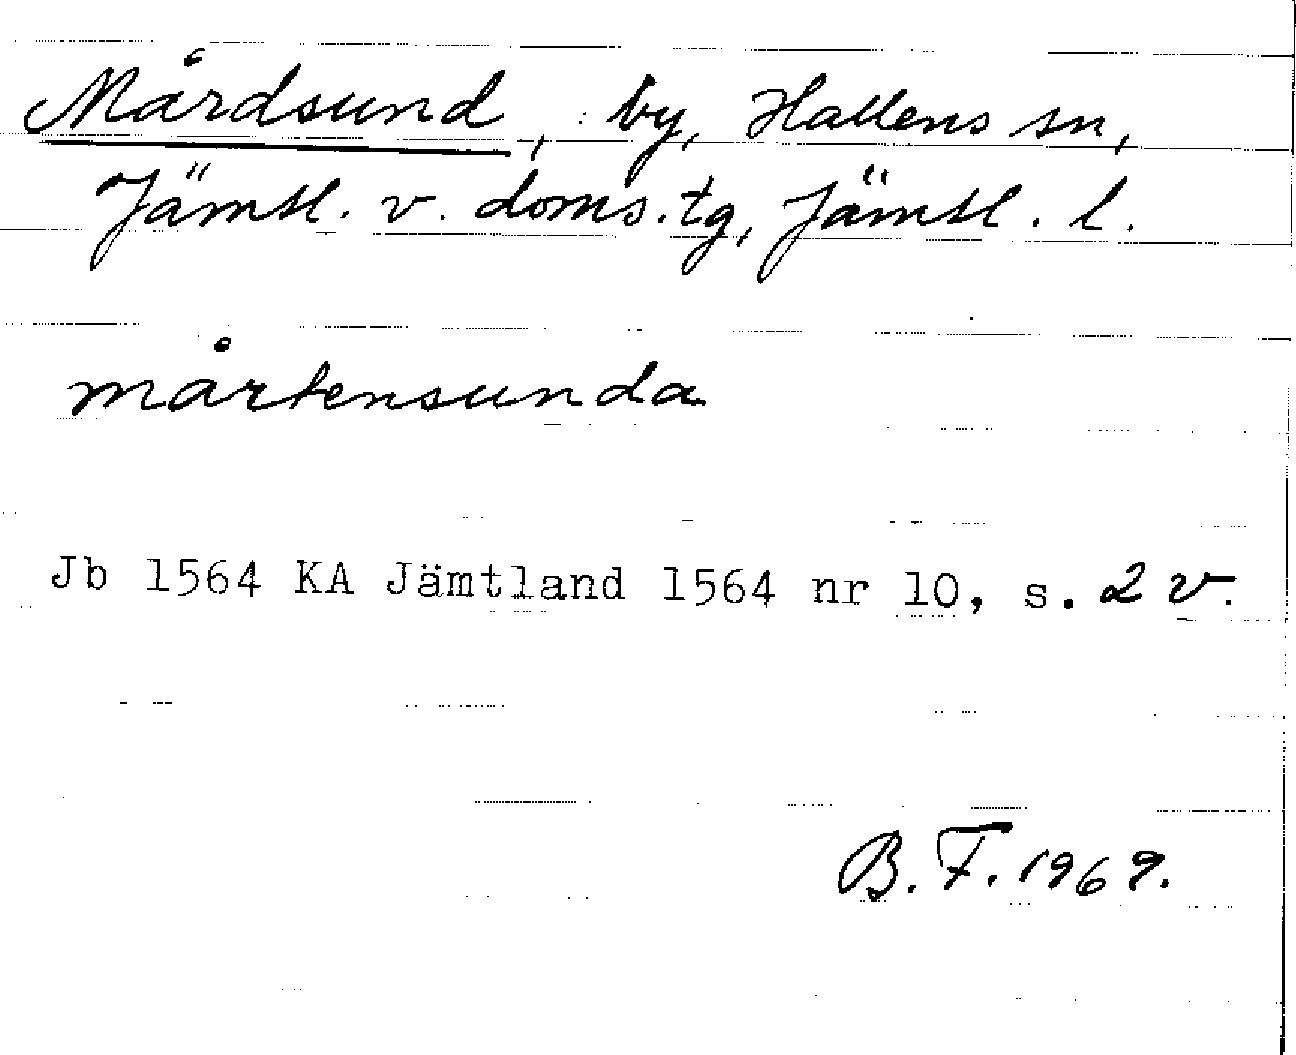 Mårdsund, by, Hallens sn,
Jämtl. v. doms.tg, Jämtl. l.
mårtensunda
Jb 1564 KA Jämtland 1564 nr 10, s. 2 v.
B. F. 1969.